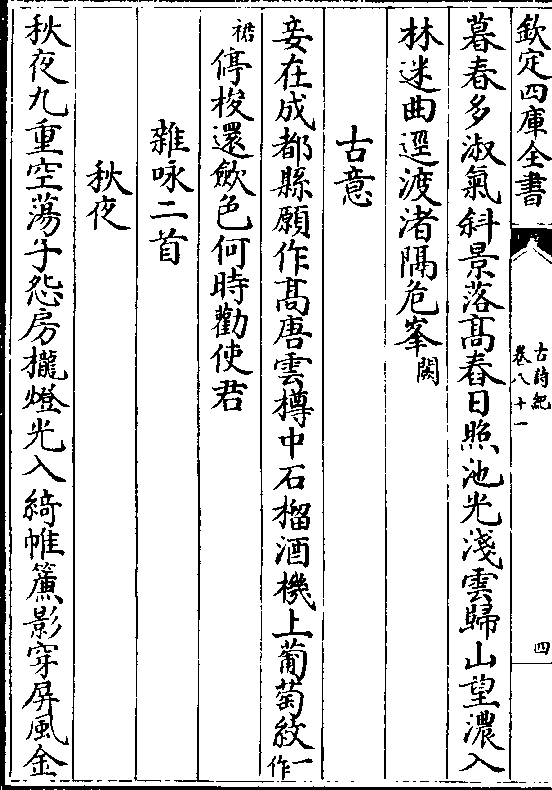 欽定四庫全書
古詩紀
卷八十一
四
暮春多淑氣斜景落高舂日照池光淺雲歸山望濃入
林迷曲逕渡渚隔危峯闕
古意
妾在成都縣願作高唐雲樽中石榴酒機上葡萄紋一作
裙停梭還斂色何時勸使君
雜咏二首
秋夜
秋夜九重空蕩子怨房櫳燈光入綺帷簾影穿屏風金